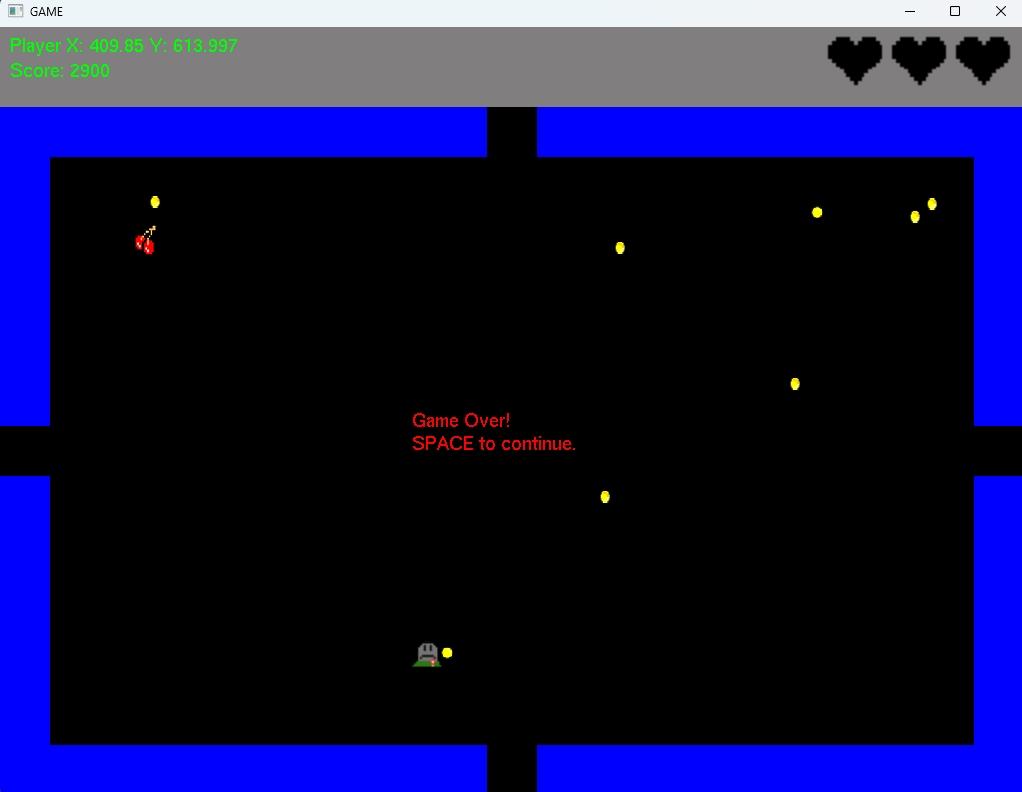 GAME
Player X: 409.85 Y: 613.997
Score: 2900
Game Over!
SPACE to continue.